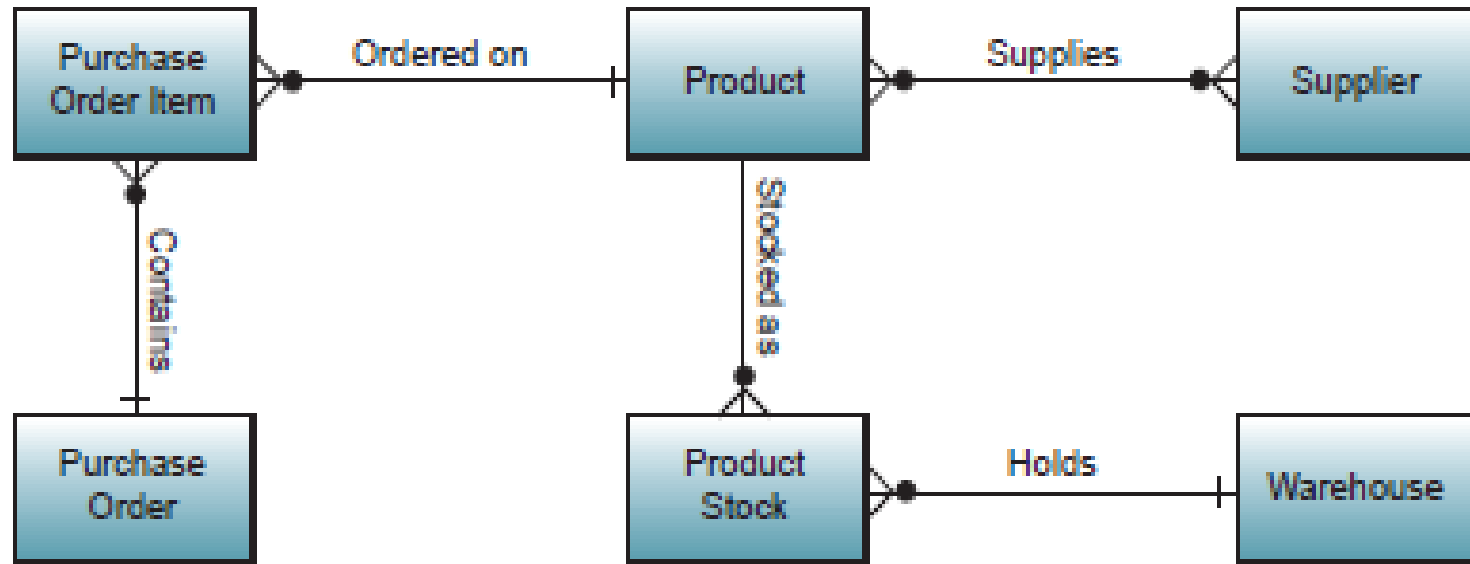 Purchase
Order Item
Ordered on
Product
Supplies
Supplier
Contains
Stocked as
Purchase
Order
Product
Stock
Holds
Warehouse